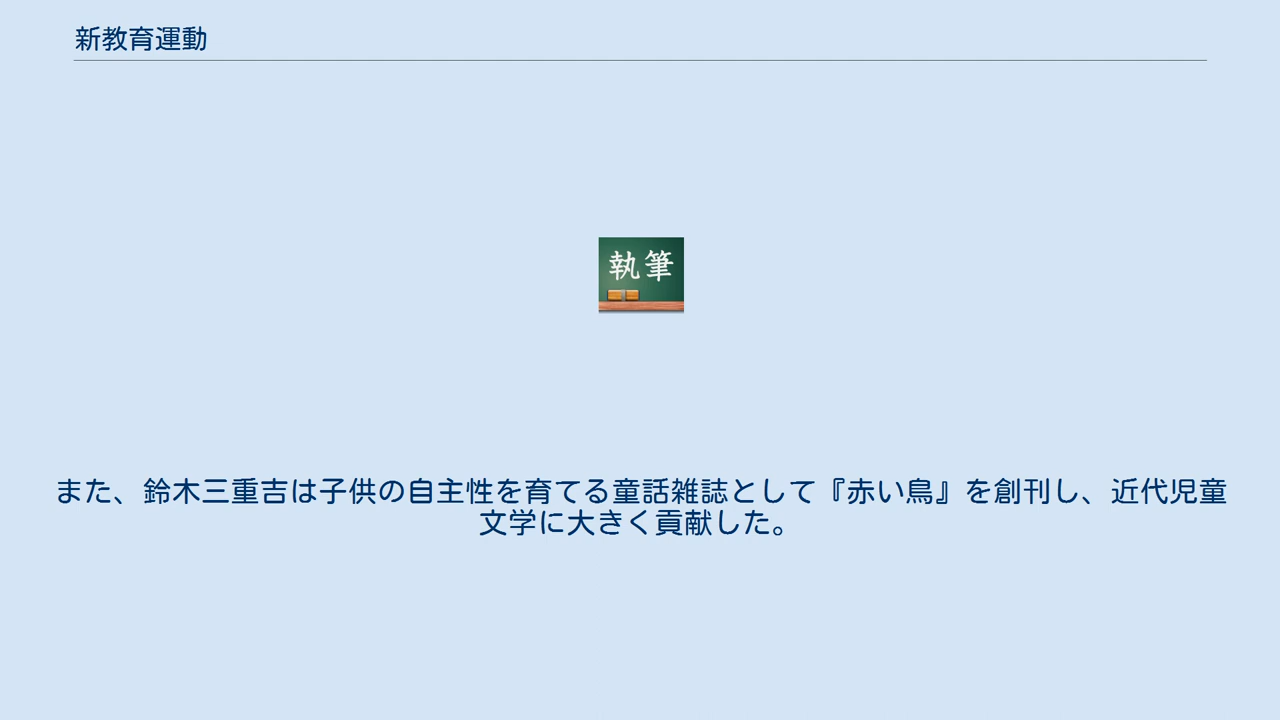 新教育運動
執筆
また、鈴木三重吉は子供の自主性を育てる童話雑誌として『赤い鳥』を創刊し、近代児童
文学に大きく貢献した。